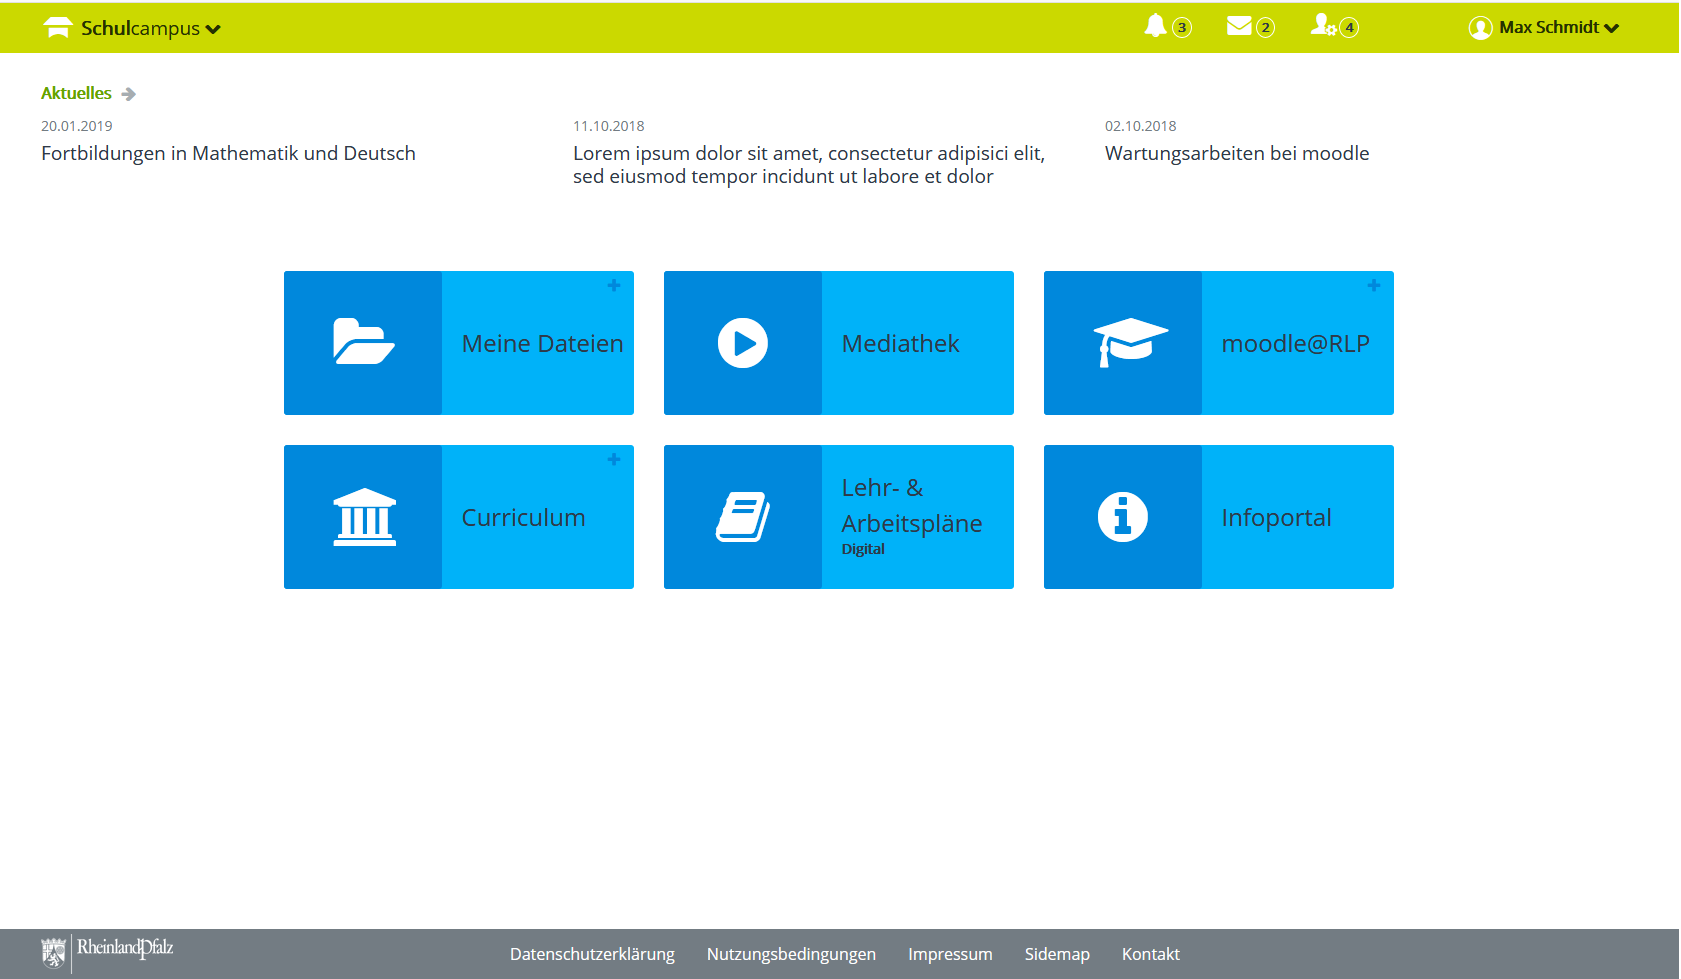 Schulcampus
3
2
4
Max Schmidt
Aktuelles
20.01.2019
Fortbildungen in Mathematik und Deutsch
11.10.2018
Lorem ipsum dolor sit amet, consectetur adipisici elit,
sed eiusmod tempor incidunt ut labore et dolor
02.10.2018
Wartungsarbeiten bei moodle
Meine Dateien
Mediathek
moodle@RLP
Curriculum
Lehr- &
Arbeitspläne
Digital
Infoportal
RheinlandPfalz
Datenschutzerklärung
Nutzungsbedingungen
Impressum
Sidemap
Kontakt